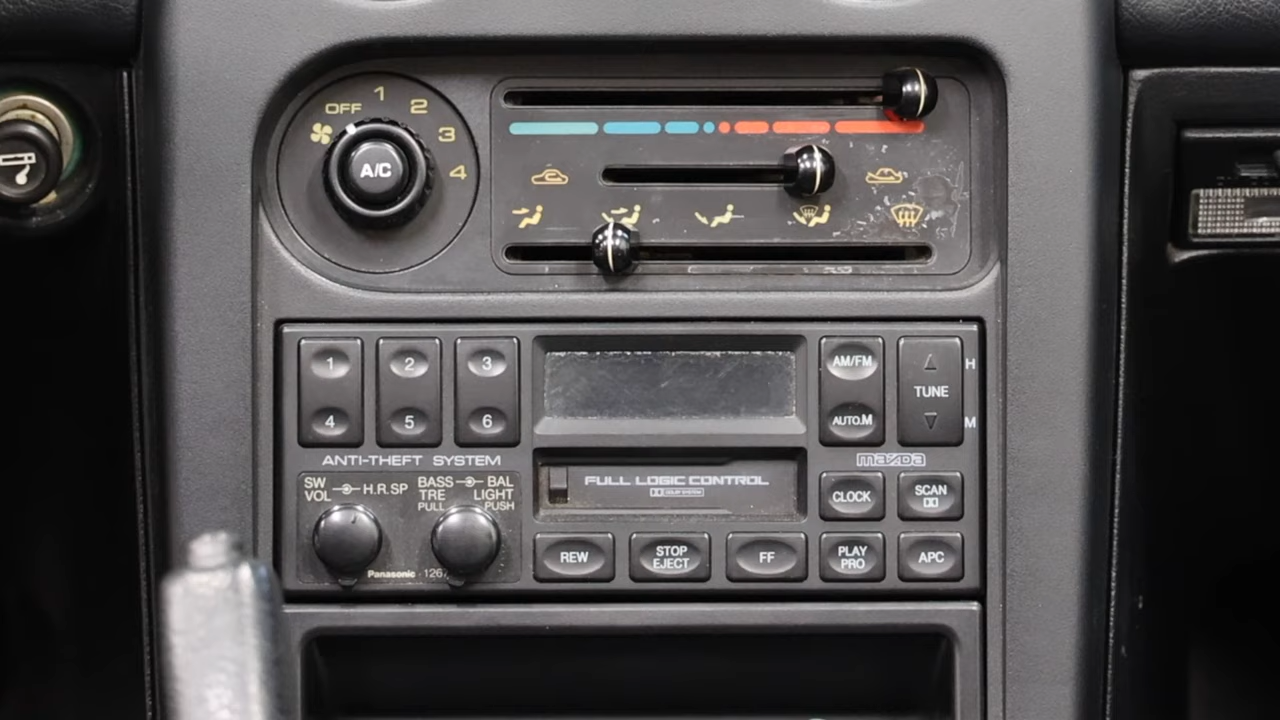 OFF 1 2
3
4
A/C
1 2 3
4 5 6
AM/FM
AUTO.M
TUNE
H
M
ANTI-THEFT SYSTEM
mazda
SW
VOL
H.R.SP
BASS BAL
TRE LIGHT
PULL PUSH
FULL LOGIC CONTROL
DOLBY SYSTEM
CLOCK
SCAN
Panasonic
REW
STOP
EJECT
FF
PLAY
PRO
APC